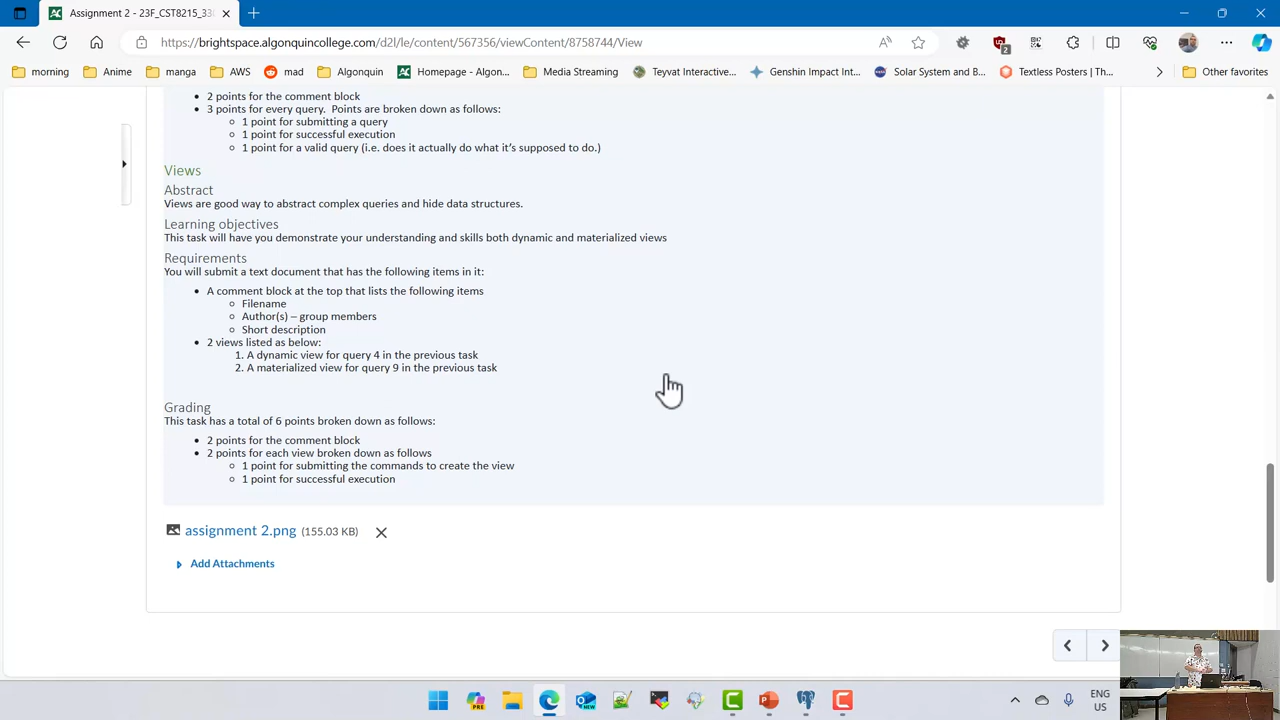 Assignment 2 - 23F_CST8215_33
https://brightspace.algonquincollege.com/d2l/le/content/567356/viewContent/8758744/View
2
morning
Anime
manga
AWS
mad
Algonquin
Homepage - Algon...
Media Streaming
Teyvat Interactive...
Genshin Impact Int...
Solar System and B...
Textless Posters | Th...
Other favorites
• 2 points for the comment block
• 3 points for every query. Points are broken down as follows:
○ 1 point for submitting a query
○ 1 point for successful execution
○ 1 point for a valid query (i.e. does it actually do what it's supposed to do.)
Views
Abstract
Views are good way to abstract complex queries and hide data structures.
Learning objectives
This task will have you demonstrate your understanding and skills both dynamic and materialized views
Requirements
You will submit a text document that has the following items in it:
• A comment block at the top that lists the following items
○ Filename
○ Author(s) – group members
○ Short description
• 2 views listed as below:
1. A dynamic view for query 4 in the previous task
2. A materialized view for query 9 in the previous task
Grading
This task has a total of 6 points broken down as follows:
• 2 points for the comment block
• 2 points for each view broken down as follows
○ 1 point for submitting the commands to create the view
○ 1 point for successful execution
assignment 2.png (155.03 KB)
Add Attachments
ENG
US